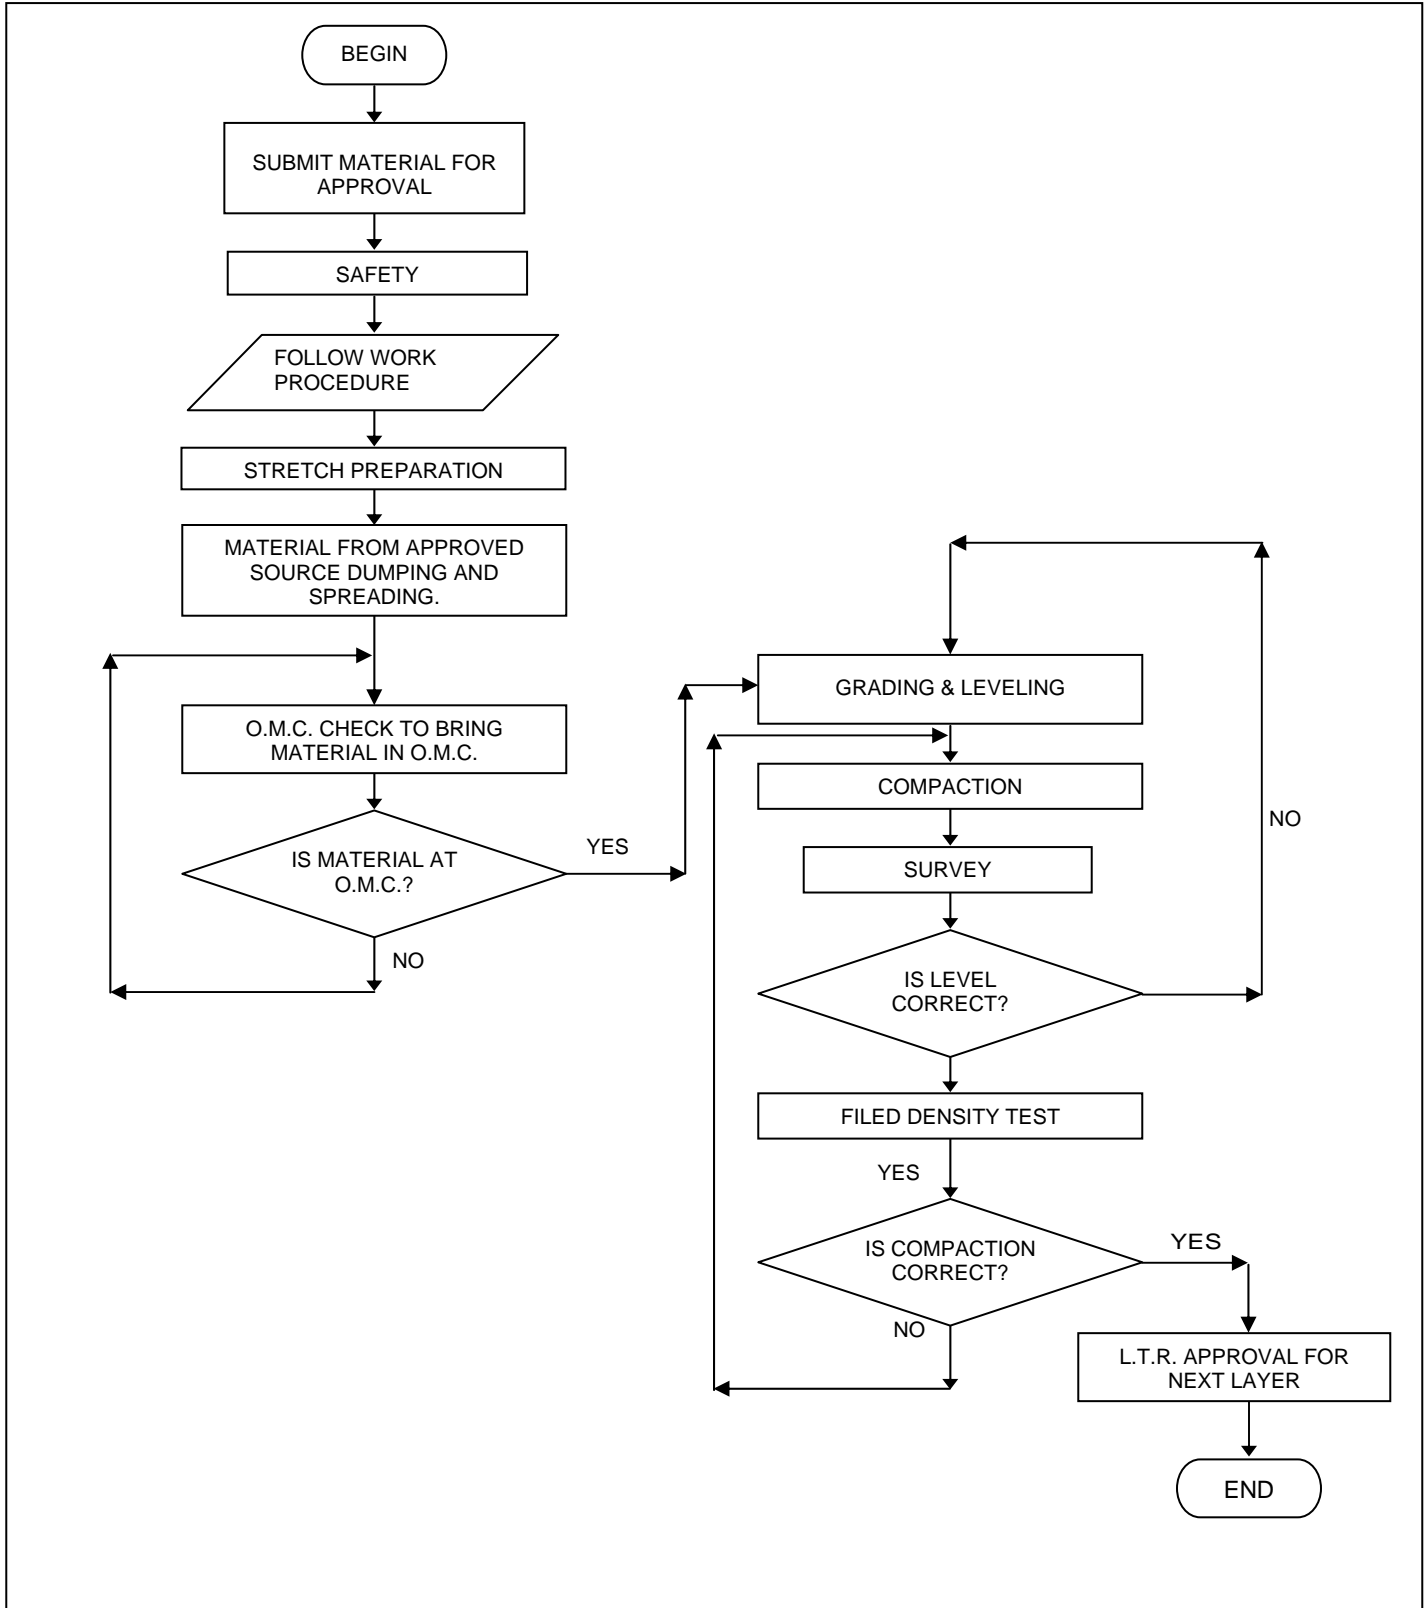 BEGIN
SUBMIT MATERIAL FOR
APPROVAL
SAFETY
FOLLOW WORK
PROCEDURE
STRETCH PREPARATION
MATERIAL FROM APPROVED
SOURCE DUMPING AND
SPREADING.
O.M.C. CHECK TO BRING
MATERIAL IN O.M.C.
IS MATERIAL AT
O.M.C.?
YES
NO
GRADING & LEVELING
COMPACTION
SURVEY
IS LEVEL
CORRECT?
NO
FILED DENSITY TEST
YES
IS COMPACTION
CORRECT?
YES
NO
L.T.R. APPROVAL FOR
NEXT LAYER
END